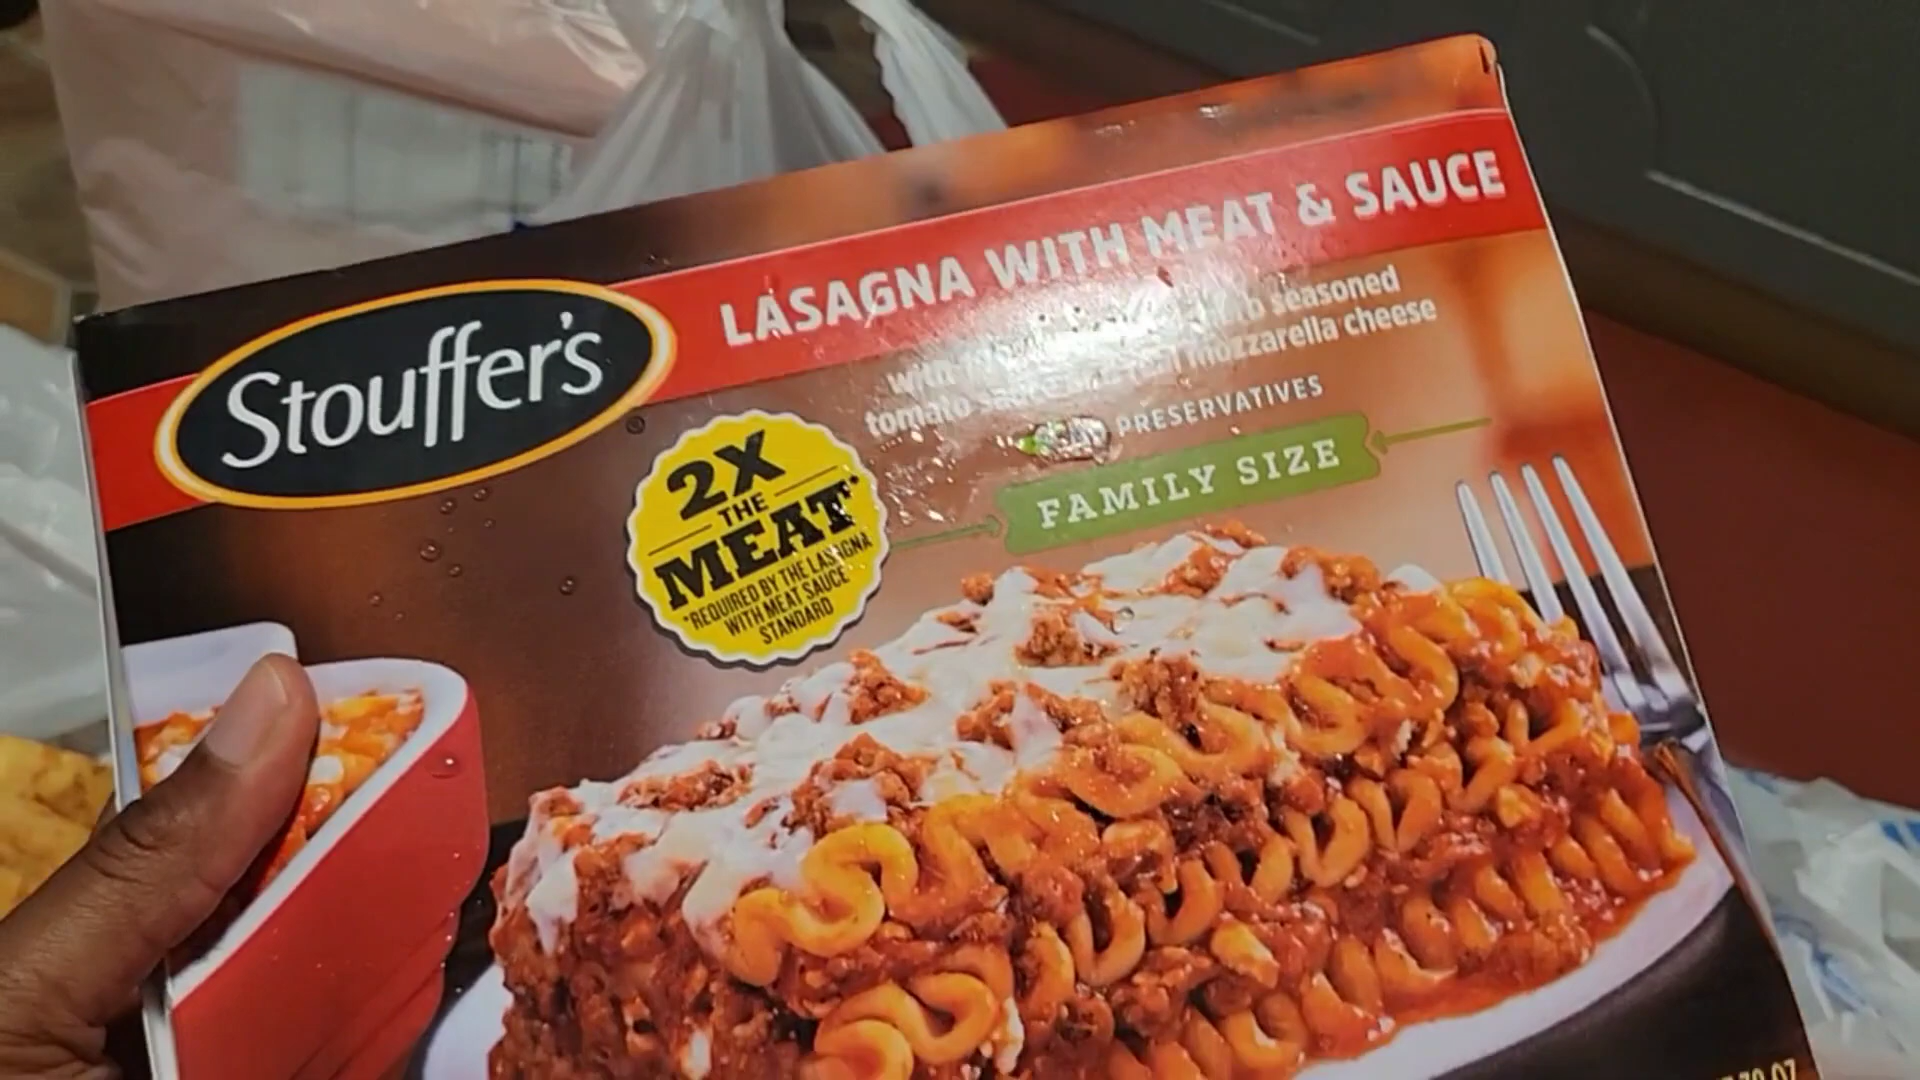 LASAGNA WITH MEAT & SAUCE
Stouffer's
seasoned
tomato mozzarella cheese
PRESERVATIVES
FAMILY SIZE
2X
THE
MEAT*
*REQUIRED BY THE LASAGNA
WITH MEAT SAUCE
STANDARD